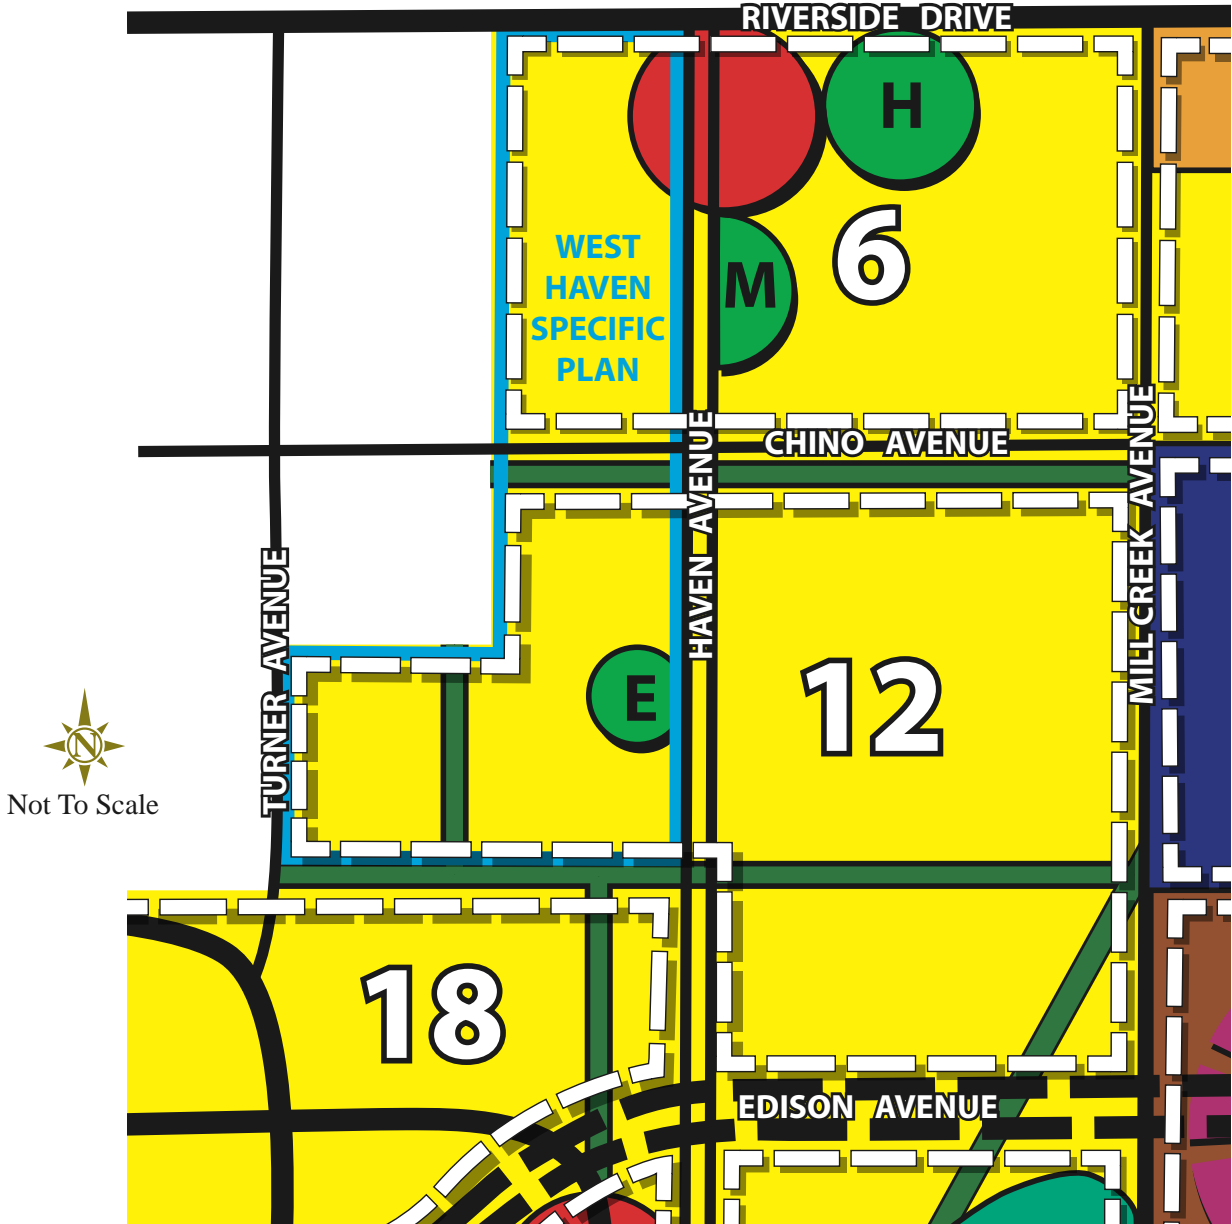 RIVERSIDE DRIVE
H
6
WEST
HAVEN
SPECIFIC
PLAN
M
CHINO AVENUE
HAVEN AVENUE
MILL CREEK AVENUE
TURNER AVENUE
E
12
N
Not To Scale
18
EDISON AVENUE